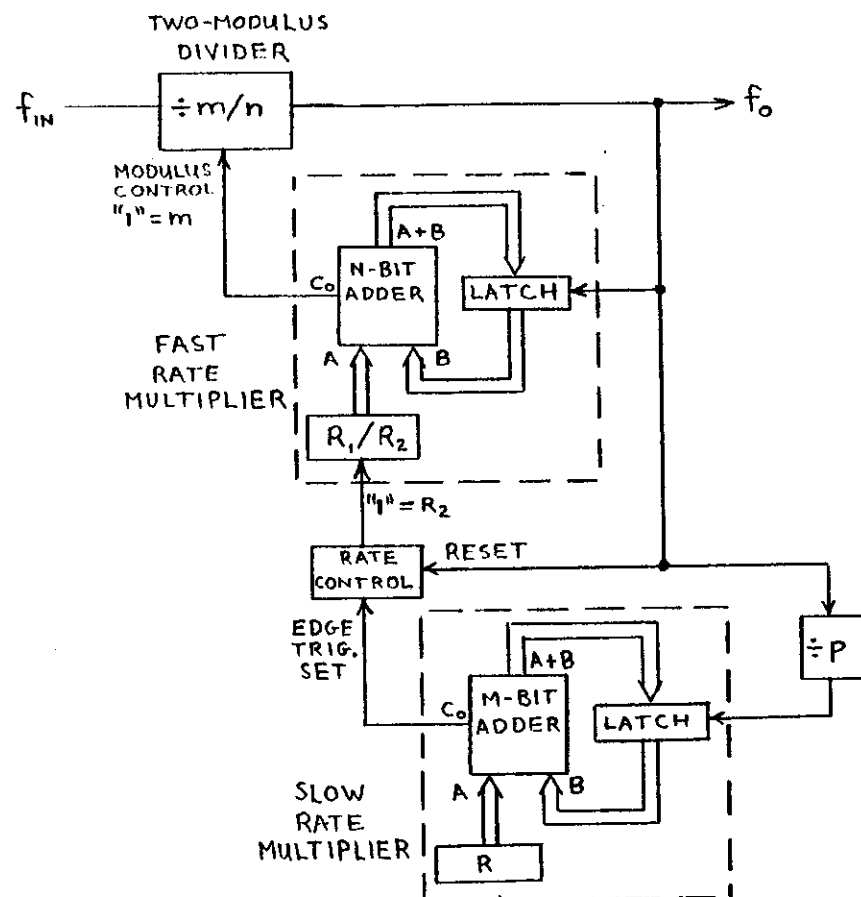 TWO-MODULUS
DIVIDER
f_IN
÷m/n
f_o
MODULUS
CONTROL
"1"=m
A+B
N-BIT
ADDER
C_o
LATCH
A
B
FAST
RATE
MULTIPLIER
R_1/R_2
"1"=R_2
RATE
CONTROL
RESET
EDGE
TRIG.
SET
÷P
A+B
M-BIT
ADDER
C_o
LATCH
A
B
SLOW
RATE
MULTIPLIER
R